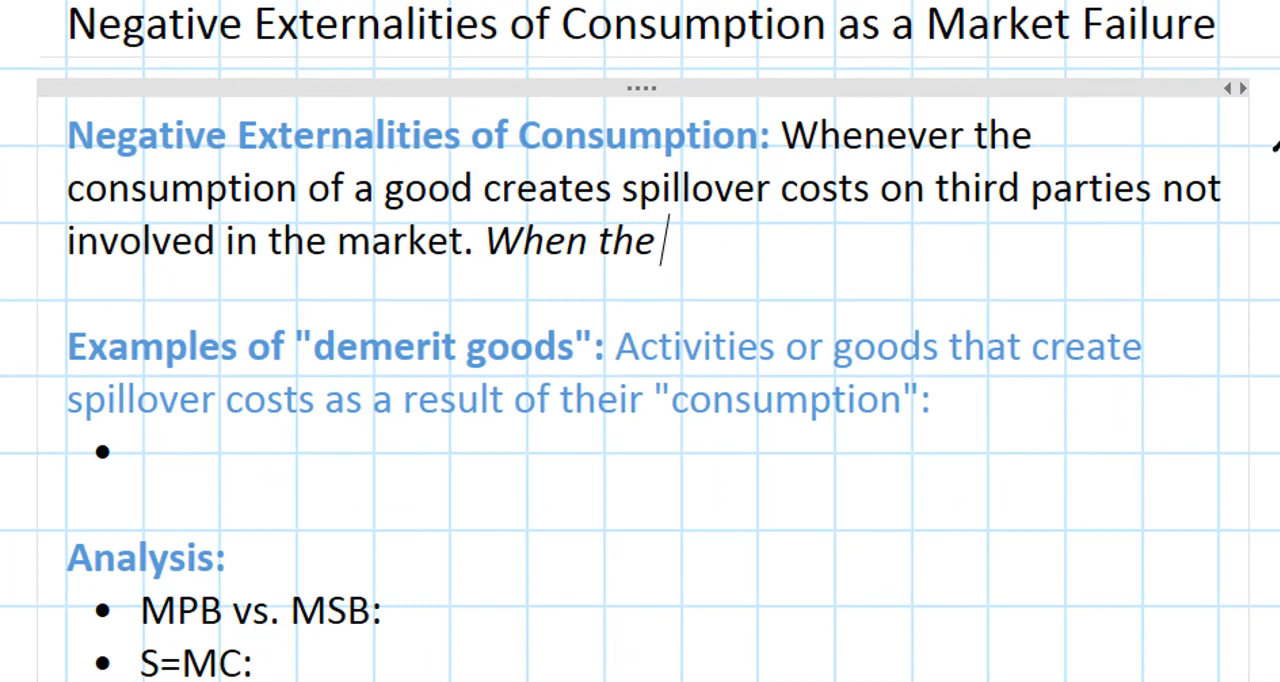 Negative Externalities of Consumption as a Market Failure
Negative Externalities of Consumption: Whenever the
consumption of a good creates spillover costs on third parties not
involved in the market. When the
Examples of "demerit goods": Activities or goods that create
spillover costs as a result of their "consumption":
•
Analysis:
• MPB vs. MSB:
• S=MC: